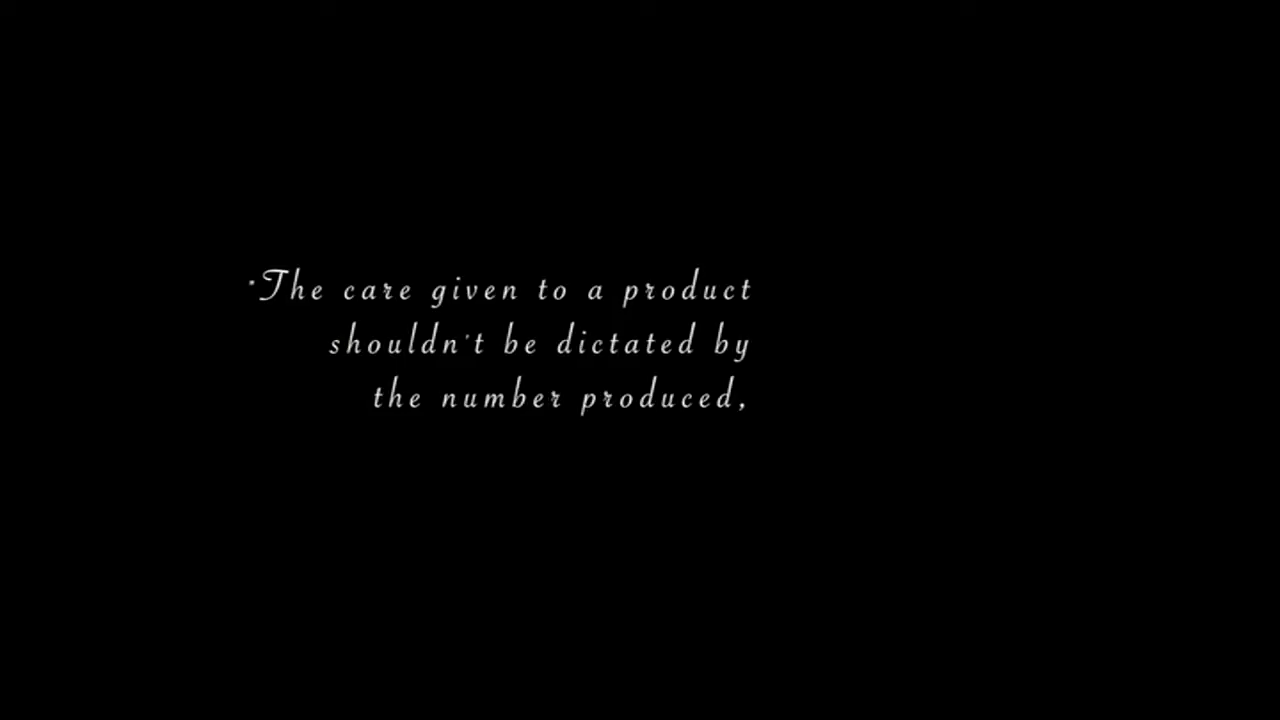 "The care given to a product
shouldn't be dictated by
the number produced,